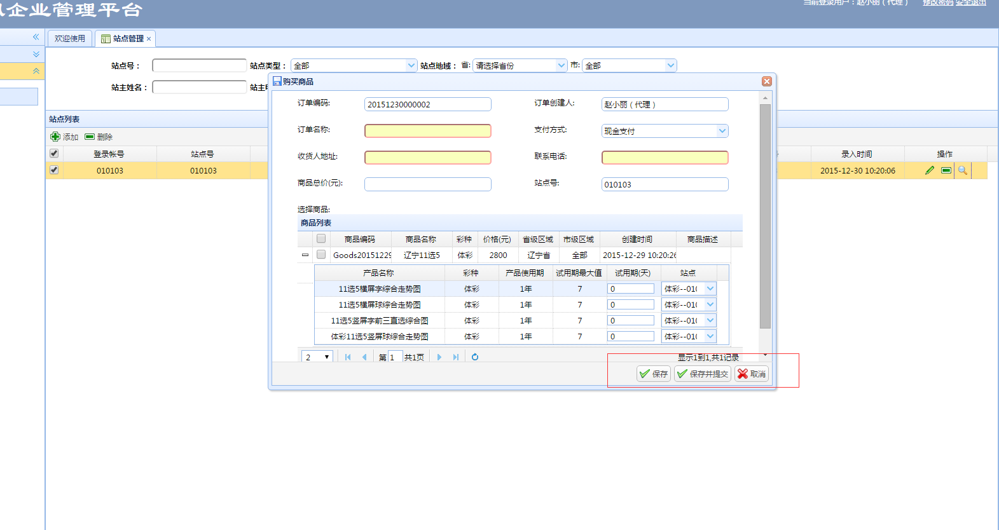 企业管理平台
当前登录用户：赵小丽（代理） 修改密码 安全退出
欢迎使用 站点管理
站点号： 站点类型： 全部 站点地域： 省: 请选择省份 市: 全部
站主姓名： 站主
购买商品
订单编码: 20151230000002 订单创建人: 赵小丽（代理）
订单名称: 支付方式: 现金支付
收货人地址: 联系电话:
商品总价(元): 站点号: 010103
选择商品:
商品列表
商品编码 商品名称 彩种 价格(元) 省级区域 市级区域 创建时间 商品描述
Goods20151229 辽宁11选5 体彩 2800 辽宁省 全部 2015-12-29 10:20:26
产品名称 彩种 产品使用期 试用期最大值 试用期(天) 站点
11选5横屏字综合走势图 体彩 1年 7 0 体彩--010
11选5横屏球综合走势图 体彩 1年 7 0 体彩--010
11选5竖屏字前三直选综合图 体彩 1年 7 0 体彩--010
体彩11选5竖屏球综合走势图 体彩 1年 7 0 体彩--010
2 第 1 共1页 显示1到1,共1记录
保存 保存并提交 取消
站点列表
添加 删除
登录帐号 站点号 录入时间 操作
010103 010103 2015-12-30 10:20:06